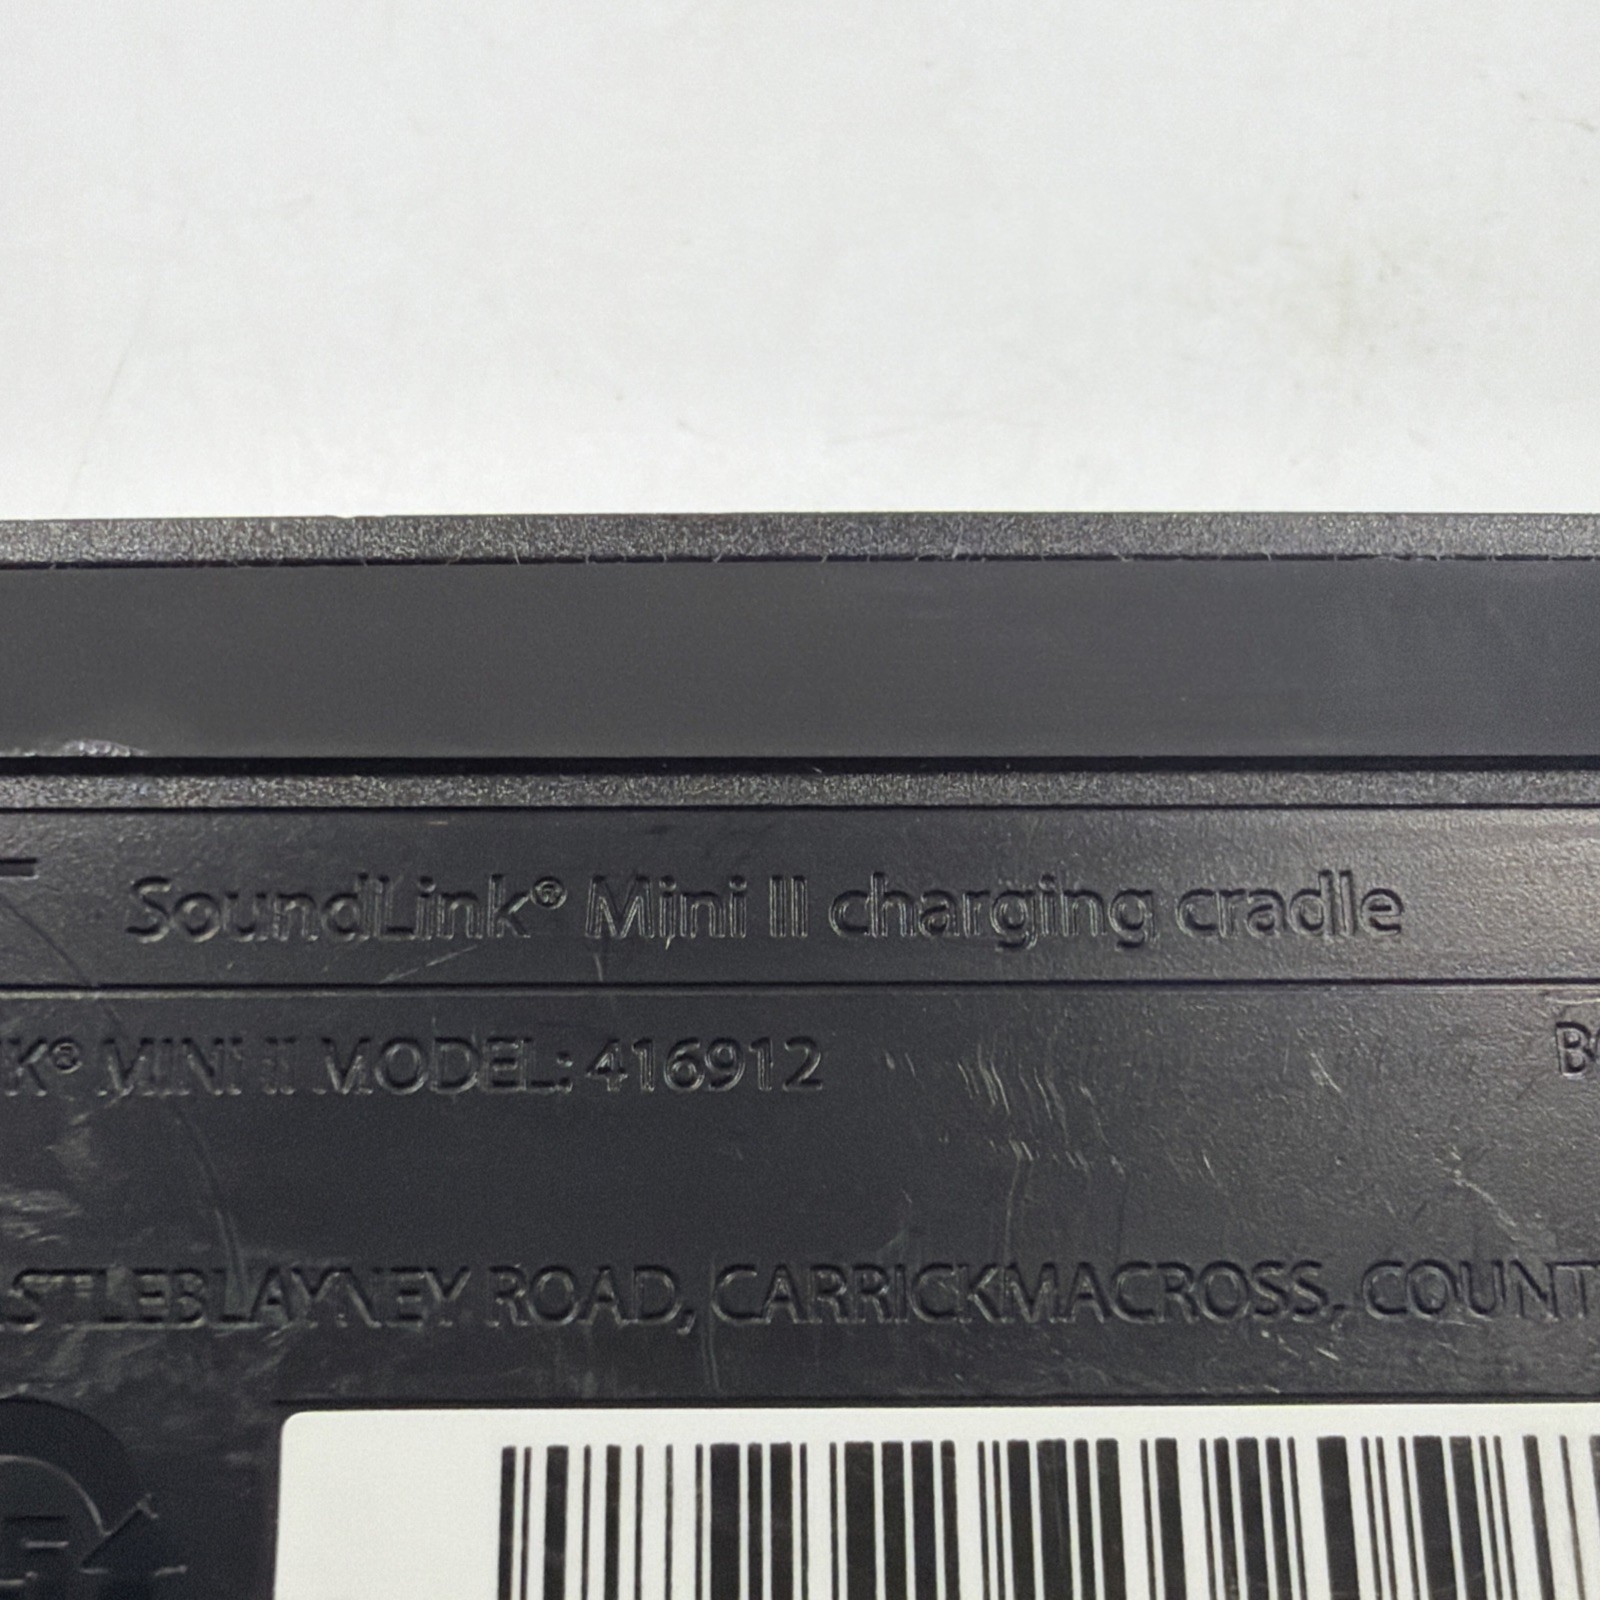 SoundLink® Mini II charging cradle
K® MINI II MODEL: 416912
STLEBLAYNEY ROAD, CARRICKMACROSS, COUNT